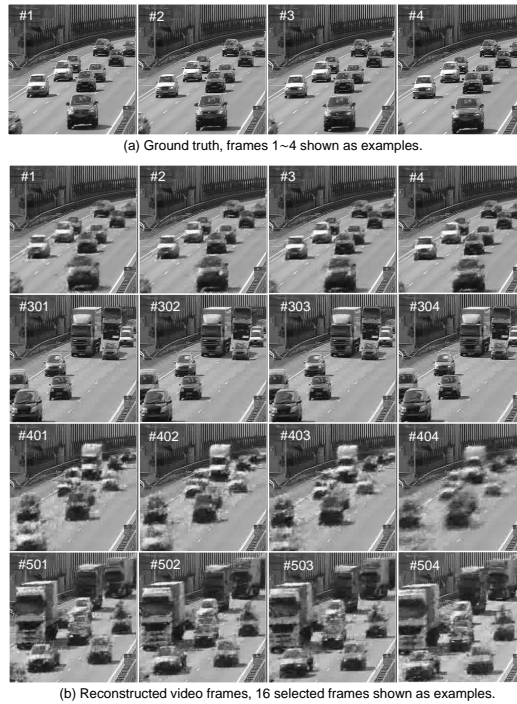 #1 #2 #3 #4
(a) Ground truth, frames 1~4 shown as examples.
#1 #2 #3 #4
#301 #302 #303 #304
#401 #402 #403 #404
#501 #502 #503 #504
(b) Reconstructed video frames, 16 selected frames shown as examples.